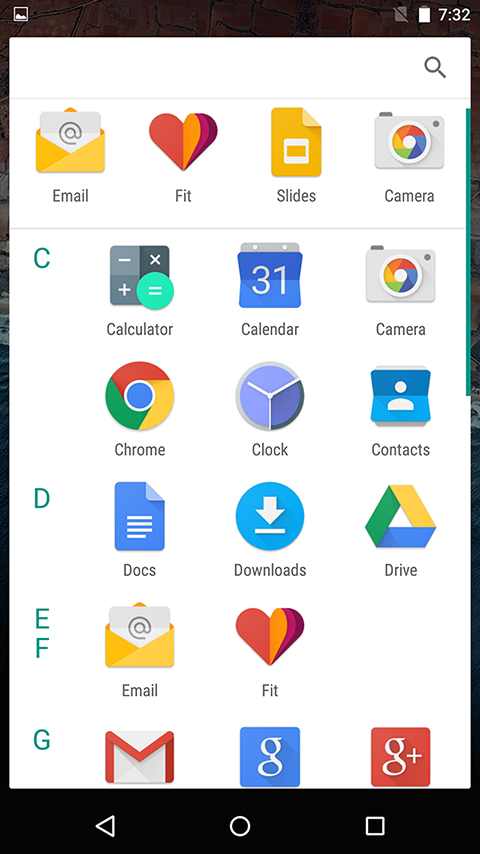 7:32
@
Email Fit Slides Camera
C
31
Calculator Calendar Camera
Chrome Clock Contacts
D
Docs Downloads Drive
E
F
@
Email Fit
G
g g+